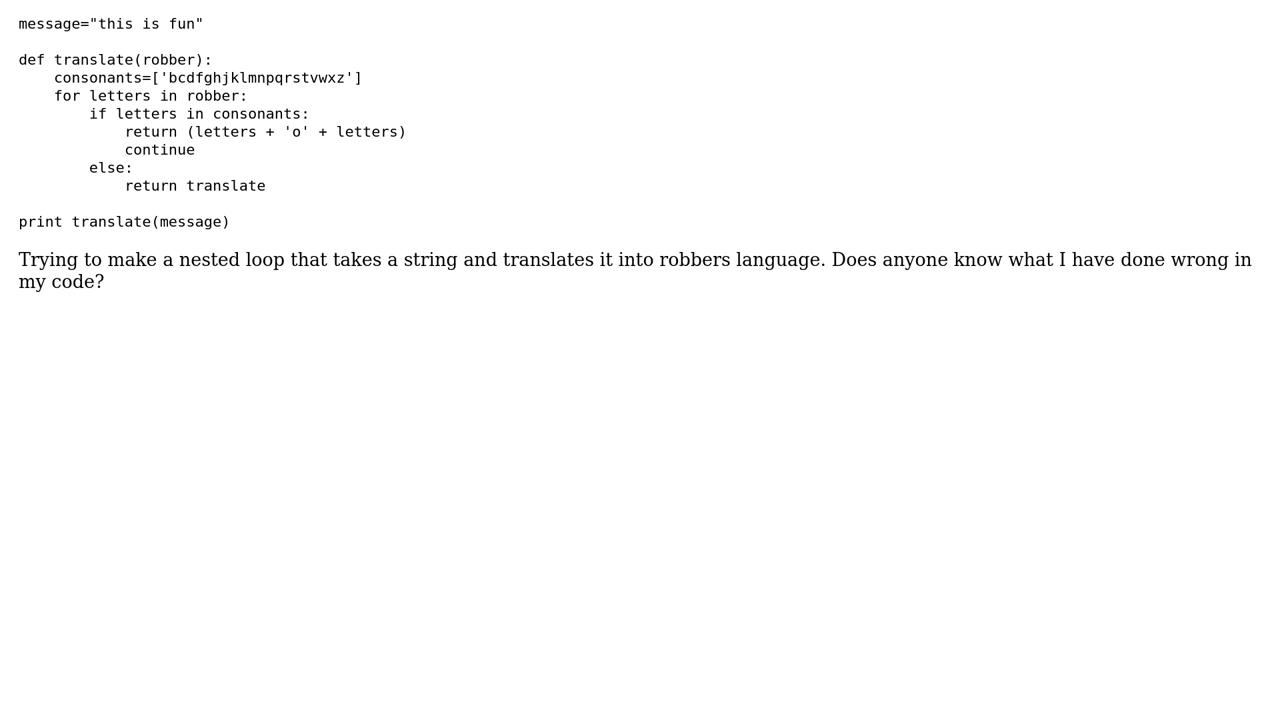 message="this is fun"

def translate(robber):
    consonants=['bcdfghjklmnpqrstvwxz']
    for letters in robber:
        if letters in consonants:
            return (letters + 'o' + letters)
            continue
        else:
            return translate

print translate(message)

Trying to make a nested loop that takes a string and translates it into robbers language. Does anyone know what I have done wrong in
my code?